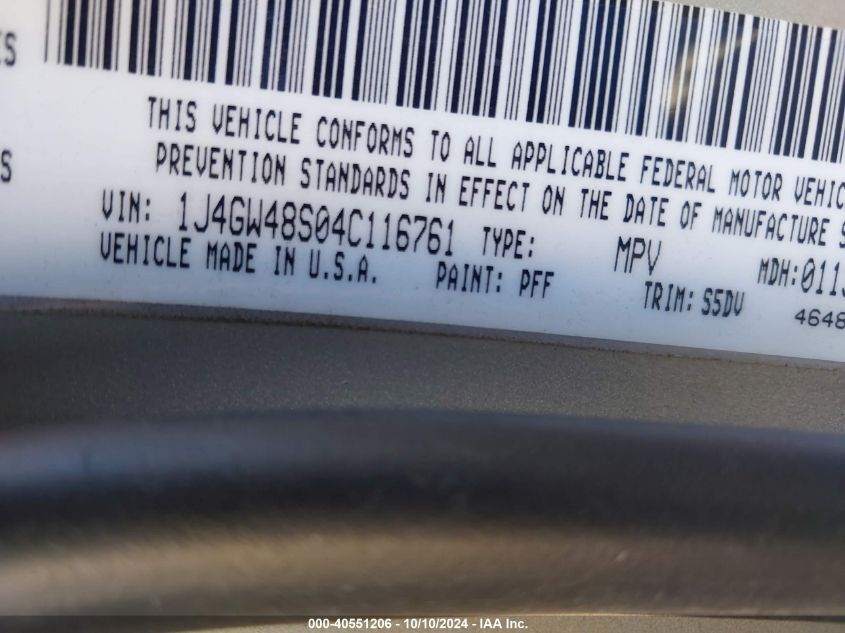 THIS VEHICLE CONFORMS TO ALL APPLICABLE FEDERAL MOTOR VEHIC
PREVENTION STANDARDS IN EFFECT ON THE DATE OF MANUFACTURE S
VIN: 1J4GW48S04C116761 TYPE: MPV MDH:011
VEHICLE MADE IN U.S.A. PAINT: PFF TRIM: S5DV
4648
000-40551206 - 10/10/2024 - IAA Inc.